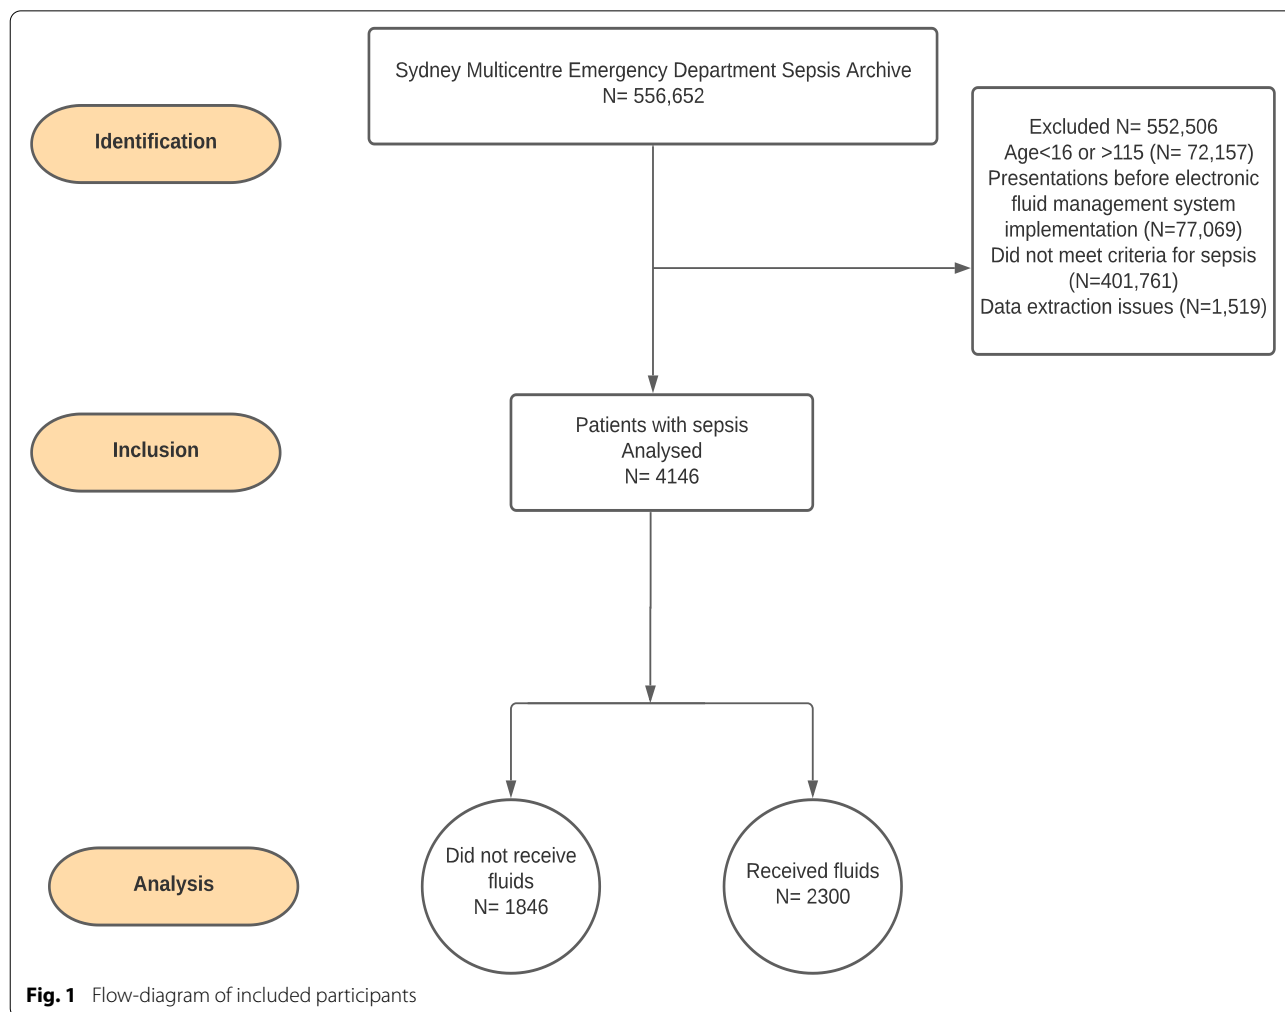 Sydney Multicentre Emergency Department Sepsis Archive
N= 556,652
Identification
Excluded N= 552,506
Age<16 or >115 (N= 72,157)
Presentations before electronic
fluid management system
implementation (N=77,069)
Did not meet criteria for sepsis
(N=401,761)
Data extraction issues (N=1,519)
Inclusion
Patients with sepsis
Analysed
N= 4146
Analysis
Did not receive
fluids
N= 1846
Received fluids
N= 2300
Fig. 1 Flow-diagram of included participants